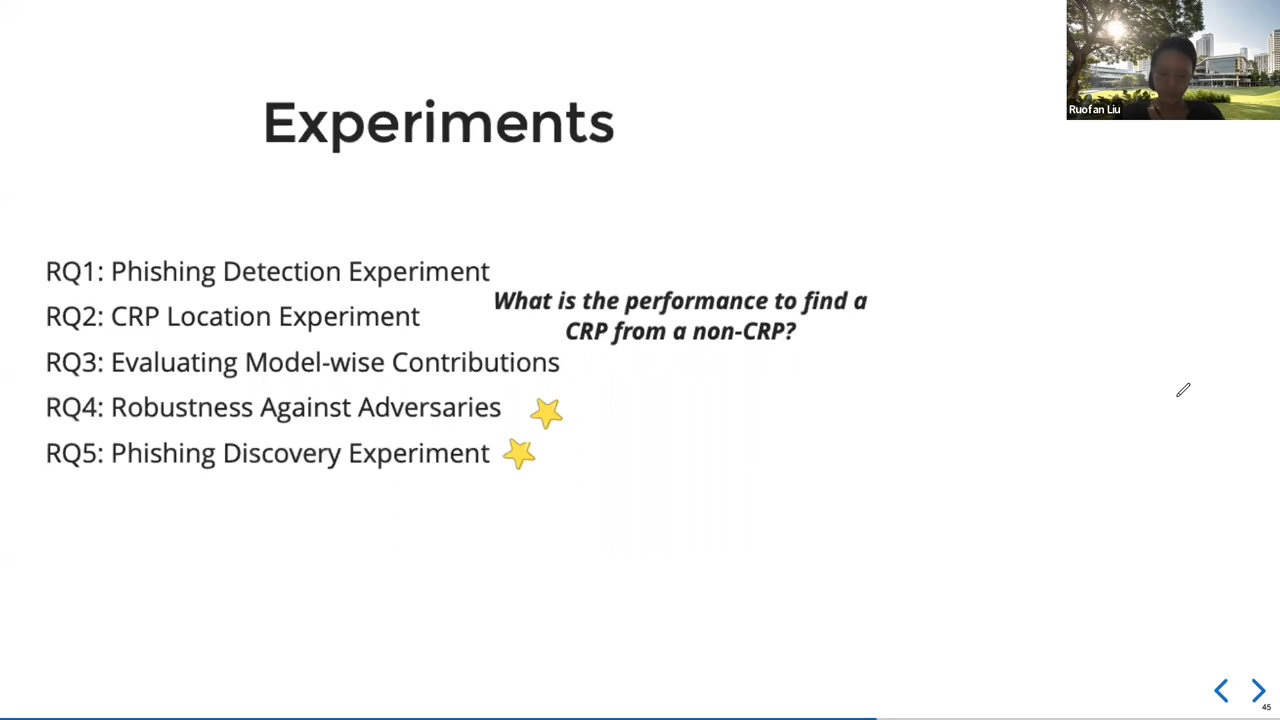 Ruofan Liu
Experiments
RQ1: Phishing Detection Experiment
RQ2: CRP Location Experiment
What is the performance to find a
CRP from a non-CRP?
RQ3: Evaluating Model-wise Contributions
RQ4: Robustness Against Adversaries
RQ5: Phishing Discovery Experiment
45